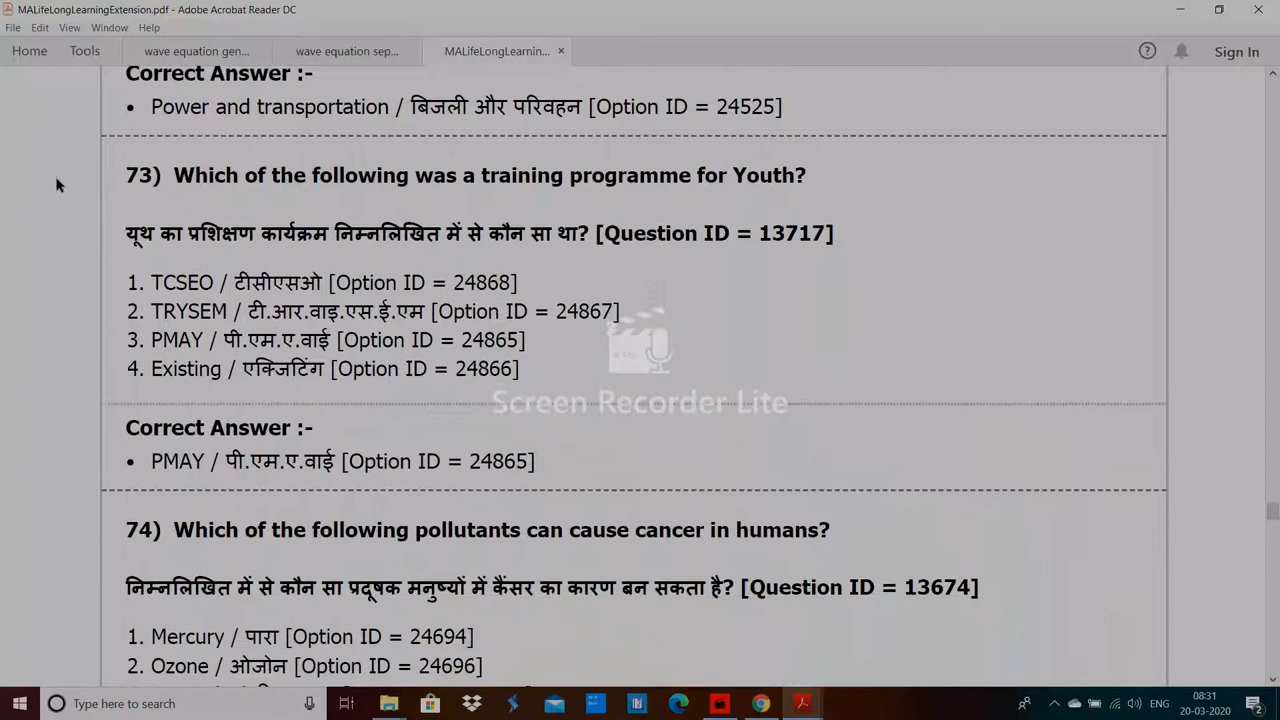 MALifeLongLearningExtension.pdf - Adobe Acrobat Reader DC
File Edit View Window Help
Home Tools wave equation gen... wave equation sep... MALifeLongLearnin... × Sign In
Correct Answer :-
• Power and transportation / बिजली और परिवहन [Option ID = 24525]
73) Which of the following was a training programme for Youth?
यूथ का प्रशिक्षण कार्यक्रम निम्नलिखित में से कौन सा था? [Question ID = 13717]
1. TCSEO / टीसीएसओ [Option ID = 24868]
2. TRYSEM / टी.आर.वाइ.एस.ई.एम [Option ID = 24867]
3. PMAY / पी.एम.ए.वाई [Option ID = 24865]
4. Existing / एक्जिटिंग [Option ID = 24866]
Screen Recorder Lite
Correct Answer :-
• PMAY / पी.एम.ए.वाई [Option ID = 24865]
74) Which of the following pollutants can cause cancer in humans?
निम्नलिखित में से कौन सा प्रदूषक मनुष्यों में कैंसर का कारण बन सकता है? [Question ID = 13674]
1. Mercury / पारा [Option ID = 24694]
2. Ozone / ओजोन [Option ID = 24696]
Type here to search
ENG
08:31
20-03-2020
2